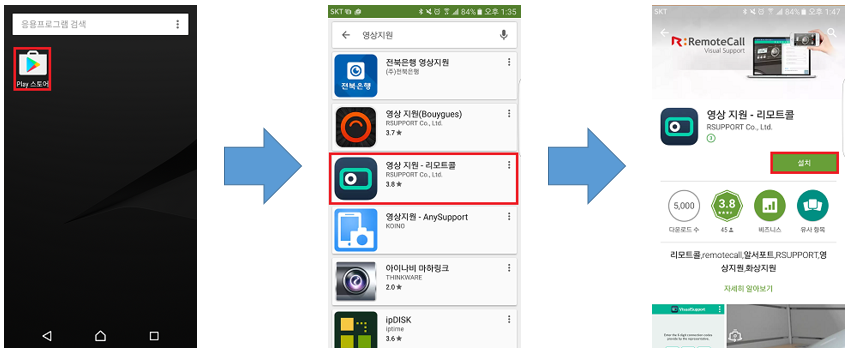 응용프로그램 검색
Play 스토어
SKT 84% 오후 1:35
영상지원
전북은행 영상지원
(주)전북은행
전북은행
영상 지원(Bouygues)
RSUPPORT Co., Ltd.
3.7★
영상 지원 - 리모트콜
RSUPPORT Co., Ltd.
3.8★
영상지원 - AnySupport
KOINO
아이나비 마하링크
THINKWARE
2.0★
ipDISK
iptime
3.6★
SKT 84% 오후 1:47
RemoteCall
Visual Support
영상 지원 - 리모트콜
RSUPPORT Co., Ltd.
3
설치
5,000
3.8
다운로드 수
45
비즈니스
유사 항목
리모트콜,remotecall,알서포트,RSUPPORT,영
상지원,화상지원
자세히 알아보기
VisualSupport